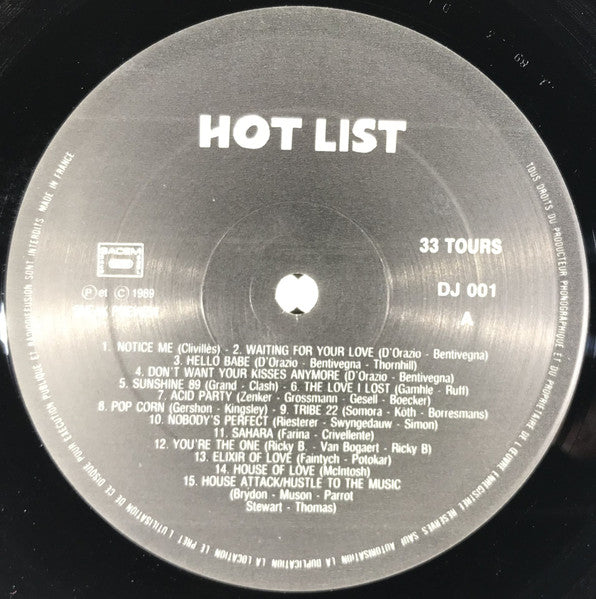 HOT LIST
33 TOURS
SACEM
DJ 001
Ⓟ et Ⓒ 1989
A
1. NOTICE ME (Clivillés) - 2. WAITING FOR YOUR LOVE (D'Orazio - Bentivegna)
3. HELLO BABE (D'Orazio - Bentivegna - Thornhill)
4. DON'T WANT YOUR KISSES ANYMORE (D'Orazio - Bentivegna)
5. SUNSHINE 89 (Grand - Clash) - 6. THE LOVE I LOST (Gamhle - Ruff)
7. ACID PARTY (Zenker - Grossmann - Gesell - Boecker)
8. POP CORN (Gershon - Kingsley) - 9. TRIBE 22 (Somora - Köth - Borresmans)
10. NOBODY'S PERFECT (Riesterer - Swyngedauw - Simon)
11. SAHARA (Farina - Crivellente)
12. YOU'RE THE ONE (Ricky B. - Van Bogaert - Ricky B)
13. ELIXIR OF LOVE (Faintych - Potokar)
14. HOUSE OF LOVE (McIntosh)
15. HOUSE ATTACK/HUSTLE TO THE MUSIC
(Brydon - Muson - Parrot
Stewart - Thomas)
TOUS DROITS DU PRODUCTEUR PHONOGRAPHIQUE ET DU PROPRIETAIRE DE L'ŒUVRE ENREGISTREE RESERVES SAUF AUTORISATION LA DUPLICATION LA LOCATION LE PRET L'UTILISATION DE CE DISQUE POUR EXECUTION PUBLIQUE ET RADIODIFFUSION SONT INTERDITS MADE IN FRANCE